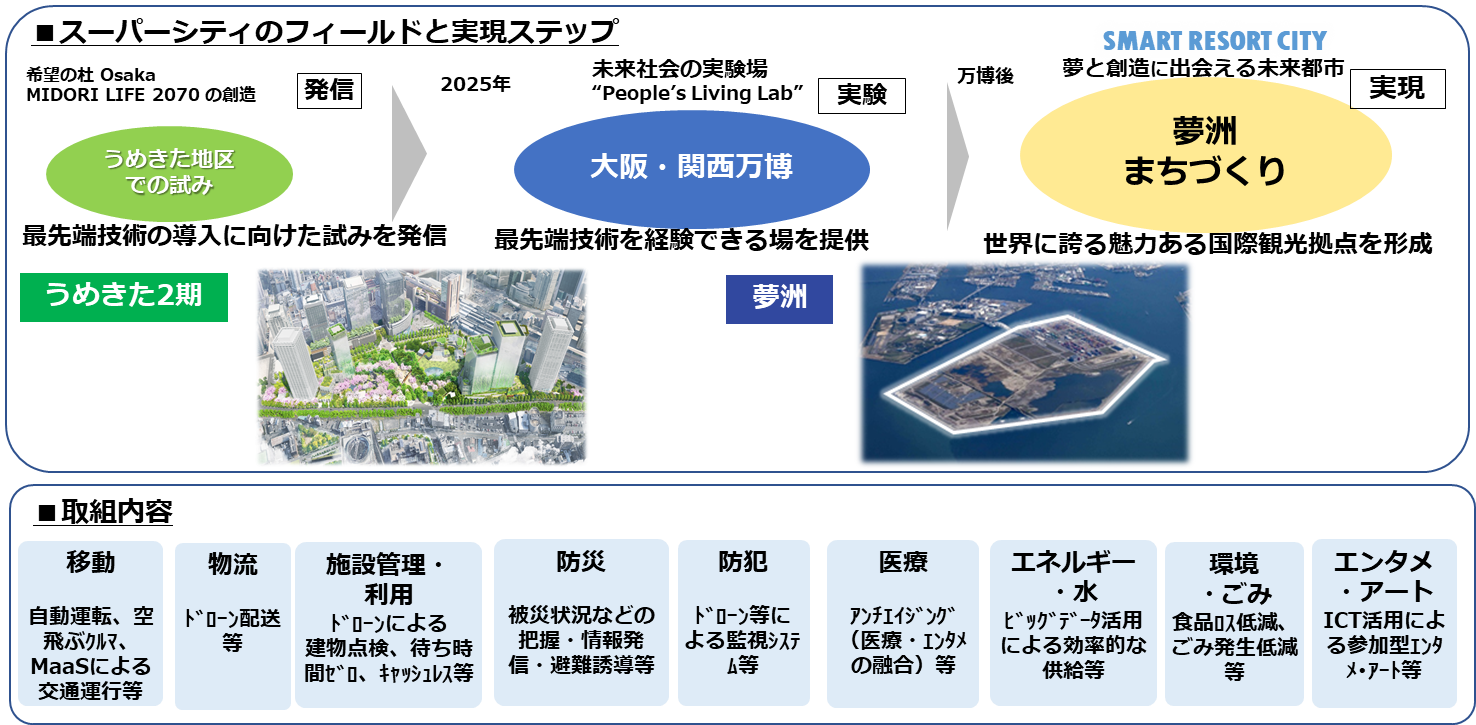 ■スーパーシティのフィールドと実現ステップ
希望の杜 Osaka
MIDORI LIFE 2070 の創造
発信
うめきた地区
での試み
最先端技術の導入に向けた試みを発信
2025年
未来社会の実験場
“People’s Living Lab”
実験
大阪・関西万博
最先端技術を経験できる場を提供
万博後
SMART RESORT CITY
夢と創造に出会える未来都市
実現
夢洲
まちづくり
世界に誇る魅力ある国際観光拠点を形成
うめきた2期
夢洲
■取組内容
移動
自動運転、空
飛ぶｸﾙﾏ、
MaaSによる
交通運行等
物流
ﾄﾞﾛｰﾝ配送
等
施設管理・
利用
ﾄﾞﾛｰﾝによる
建物点検、待ち時
間ｾﾞﾛ、ｷｬｯｼｭﾚｽ等
防災
被災状況などの
把握・情報発
信・避難誘導等
防犯
ﾄﾞﾛｰﾝ等に
よる監視ｼｽﾃ
ﾑ等
医療
ｱﾝﾁｴｲｼﾞﾝｸﾞ
（医療・ｴﾝﾀﾒ
の融合）等
エネルギー
・水
ﾋﾞｯｸﾞﾃﾞｰﾀ活用
による効率的な
供給等
環境
・ごみ
食品ﾛｽ低減、
ごみ発生低減
等
エンタメ
・アート
ICT活用によ
る参加型ｴﾝﾀ
ﾒ･ｱｰﾄ等